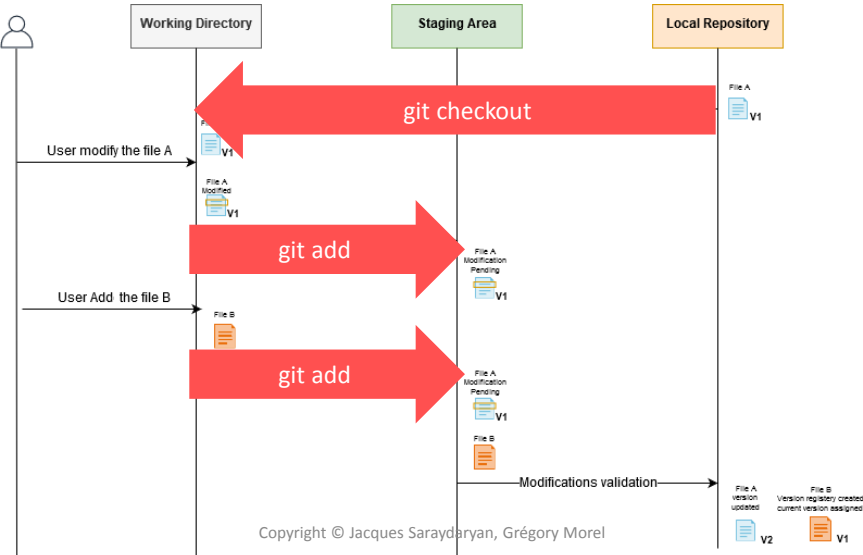 Working Directory
Staging Area
Local Repository
File A
V1
git checkout
V1
User modify the file A
File A
Modified
V1
git add
File A
Modification
Pending
V1
User Add the file B
File B
git add
File A
Modification
Pending
V1
File B
Modifications validation
File A
version
updated
V2
File B
Version registery created
current version assigned
V1
Copyright © Jacques Saraydaryan, Grégory Morel